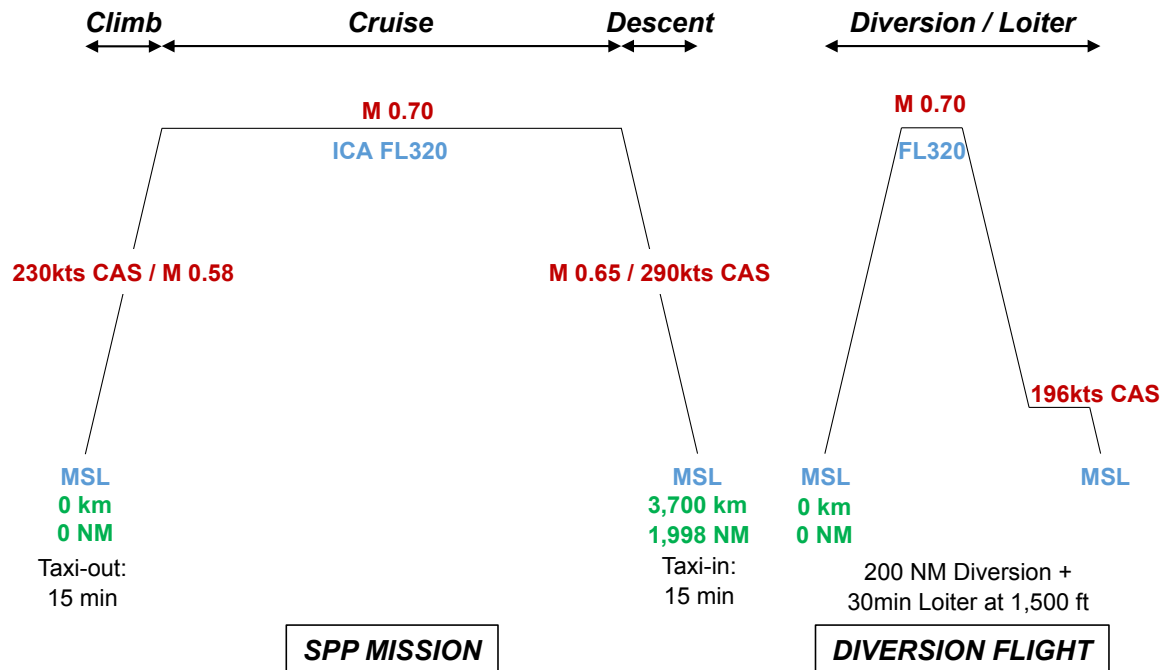 Climb
Cruise
Descent
Diversion / Loiter
M 0.70
ICA FL320
M 0.70
FL320
230kts CAS / M 0.58
M 0.65 / 290kts CAS
196kts CAS
MSL
0 km
0 NM
Taxi-out:
15 min
MSL
3,700 km
1,998 NM
Taxi-in:
15 min
MSL
0 km
0 NM
MSL
200 NM Diversion +
30min Loiter at 1,500 ft
SPP MISSION
DIVERSION FLIGHT